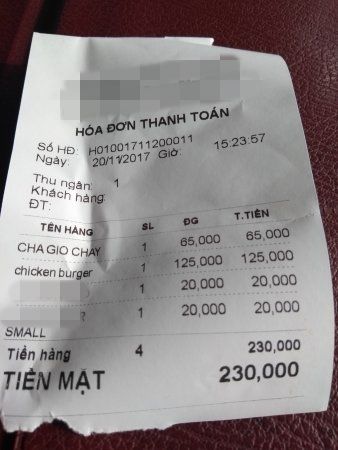 HÓA ĐƠN THANH TOÁN
Số HĐ: H01001711200011
Ngày: 20/11/2017 Giờ: 15:23:57
Thu ngân: 1
Khách hàng:
ĐT:
TÊN HÀNG SL ĐG T.TIỀN
CHA GIO CHAY 1 65,000 65,000
chicken burger 1 125,000 125,000
1 20,000 20,000
R 1 20,000 20,000
SMALL
Tiền hàng 4 230,000
TIỀN MẶT 230,000